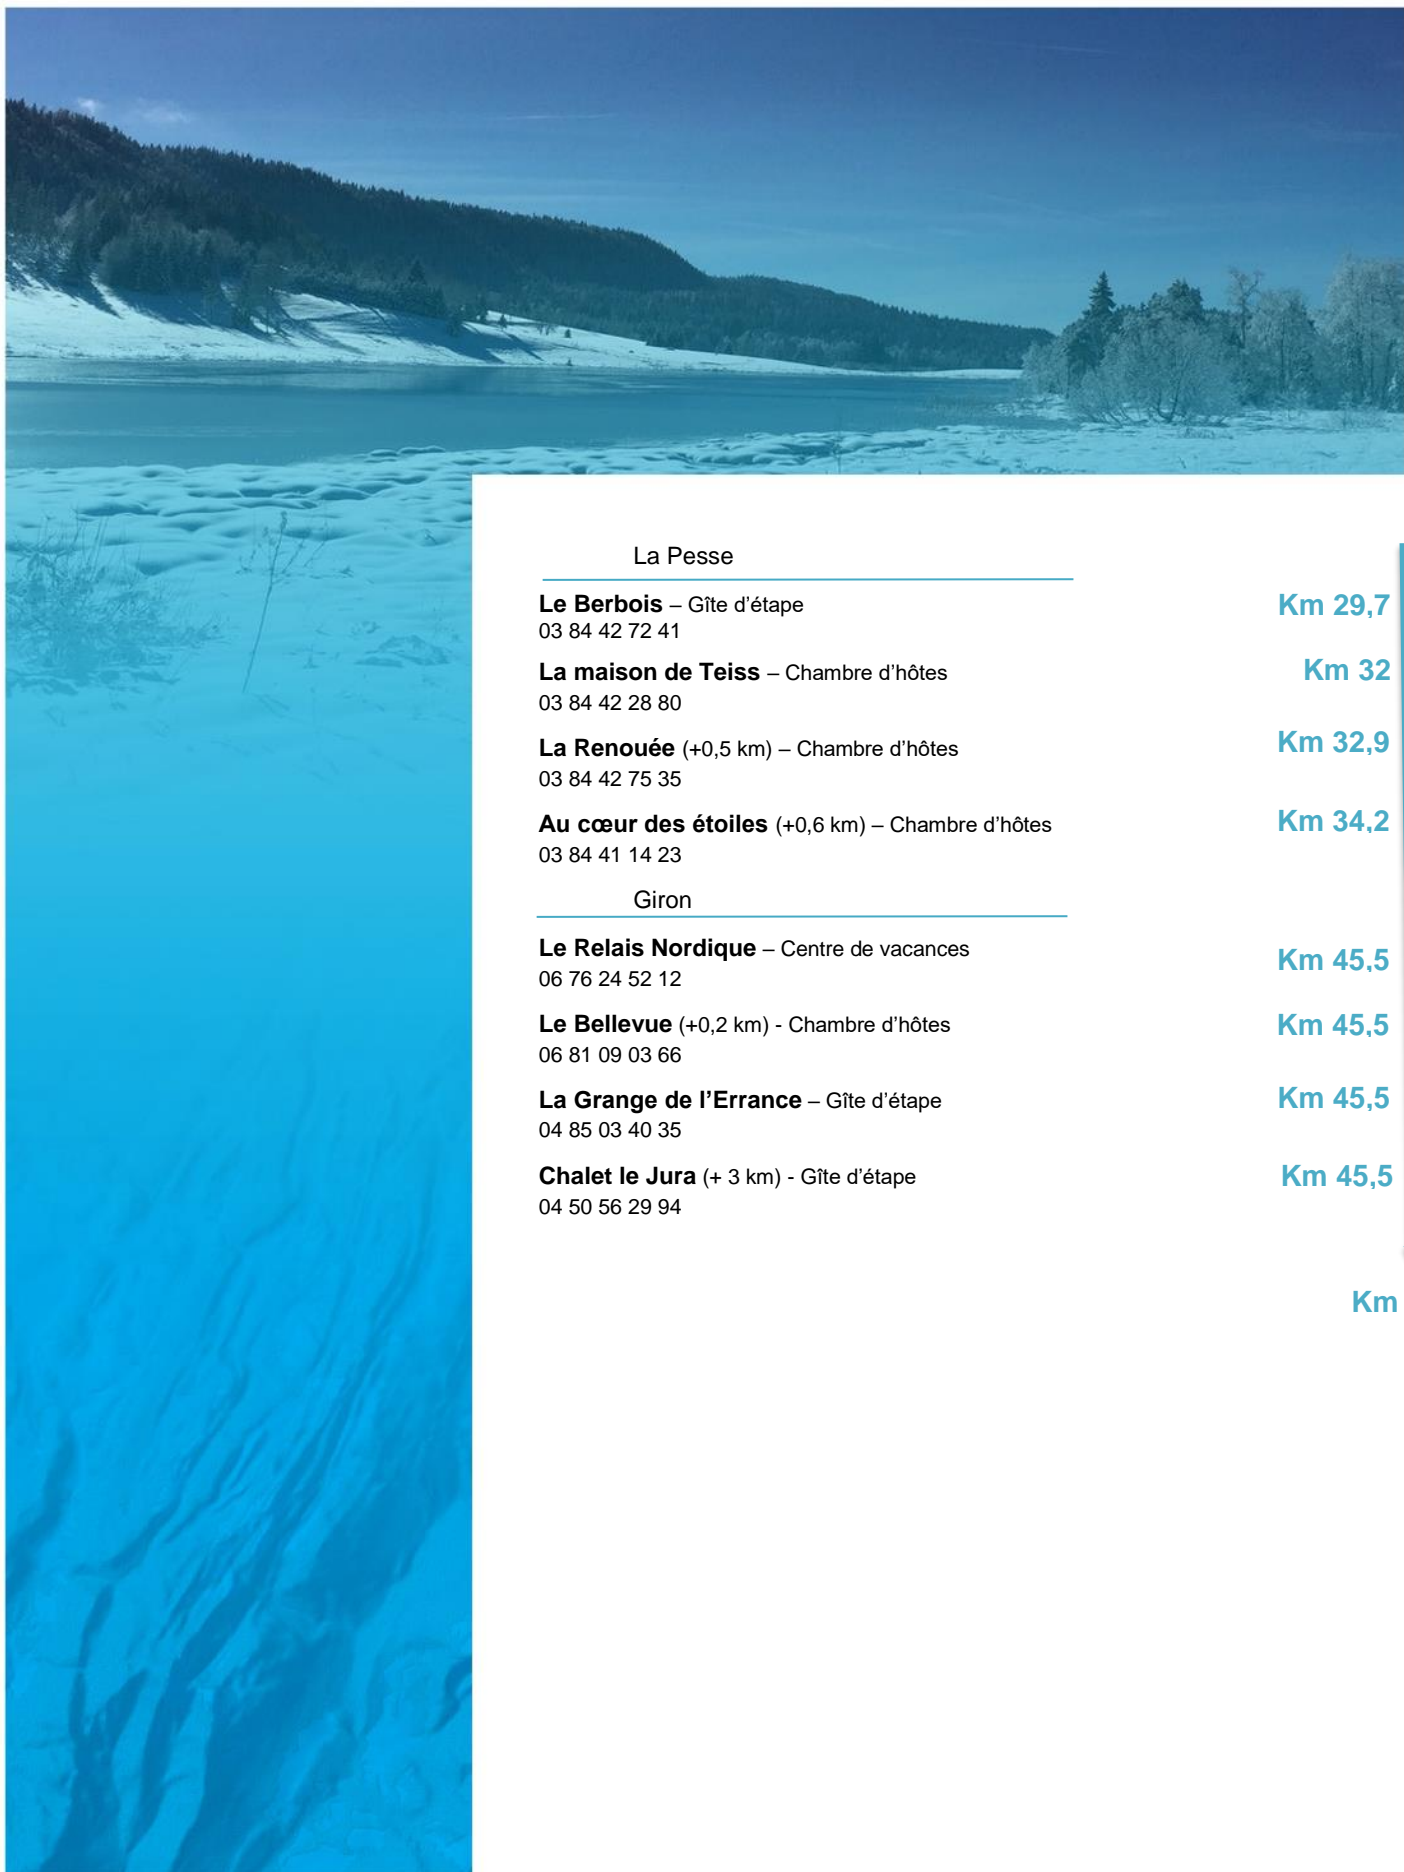 La Pesse
Le Berbois – Gîte d’étape Km 29,7
03 84 42 72 41
La maison de Teiss – Chambre d’hôtes Km 32
03 84 42 28 80
La Renouée (+0,5 km) – Chambre d’hôtes Km 32,9
03 84 42 75 35
Au cœur des étoiles (+0,6 km) – Chambre d’hôtes Km 34,2
03 84 41 14 23
Giron
Le Relais Nordique – Centre de vacances Km 45,5
06 76 24 52 12
Le Bellevue (+0,2 km) - Chambre d’hôtes Km 45,5
06 81 09 03 66
La Grange de l’Errance – Gîte d’étape Km 45,5
04 85 03 40 35
Chalet le Jura (+ 3 km) - Gîte d’étape Km 45,5
04 50 56 29 94
Km